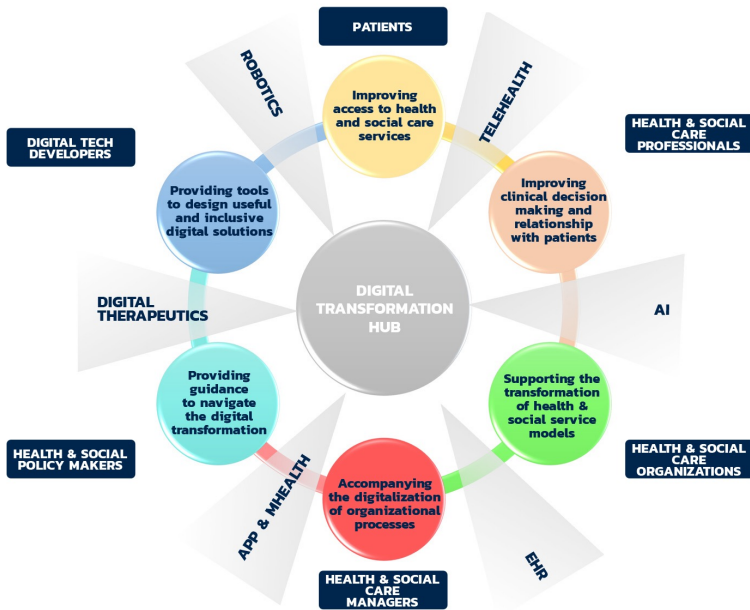 PATIENTS
ROBOTICS
TELEHEALTH
Improving
access to health
and social care
services
DIGITAL TECH
DEVELOPERS
HEALTH & SOCIAL
CARE
PROFESSIONALS
Providing tools
to design useful
and inclusive
digital solutions
Improving
clinical decision
making and
relationship
with patients
DIGITAL
TRANSFORMATION
HUB
DIGITAL
THERAPEUTICS
AI
Providing
guidance
to navigate
the digital
transformation
Supporting the
transformation
of health &
social service
models
HEALTH & SOCIAL
POLICY MAKERS
HEALTH & SOCIAL
CARE
ORGANIZATIONS
APP & MHEALTH
Accompanying
the digitalization
of organizational
processes
EHR
HEALTH & SOCIAL
CARE
MANAGERS